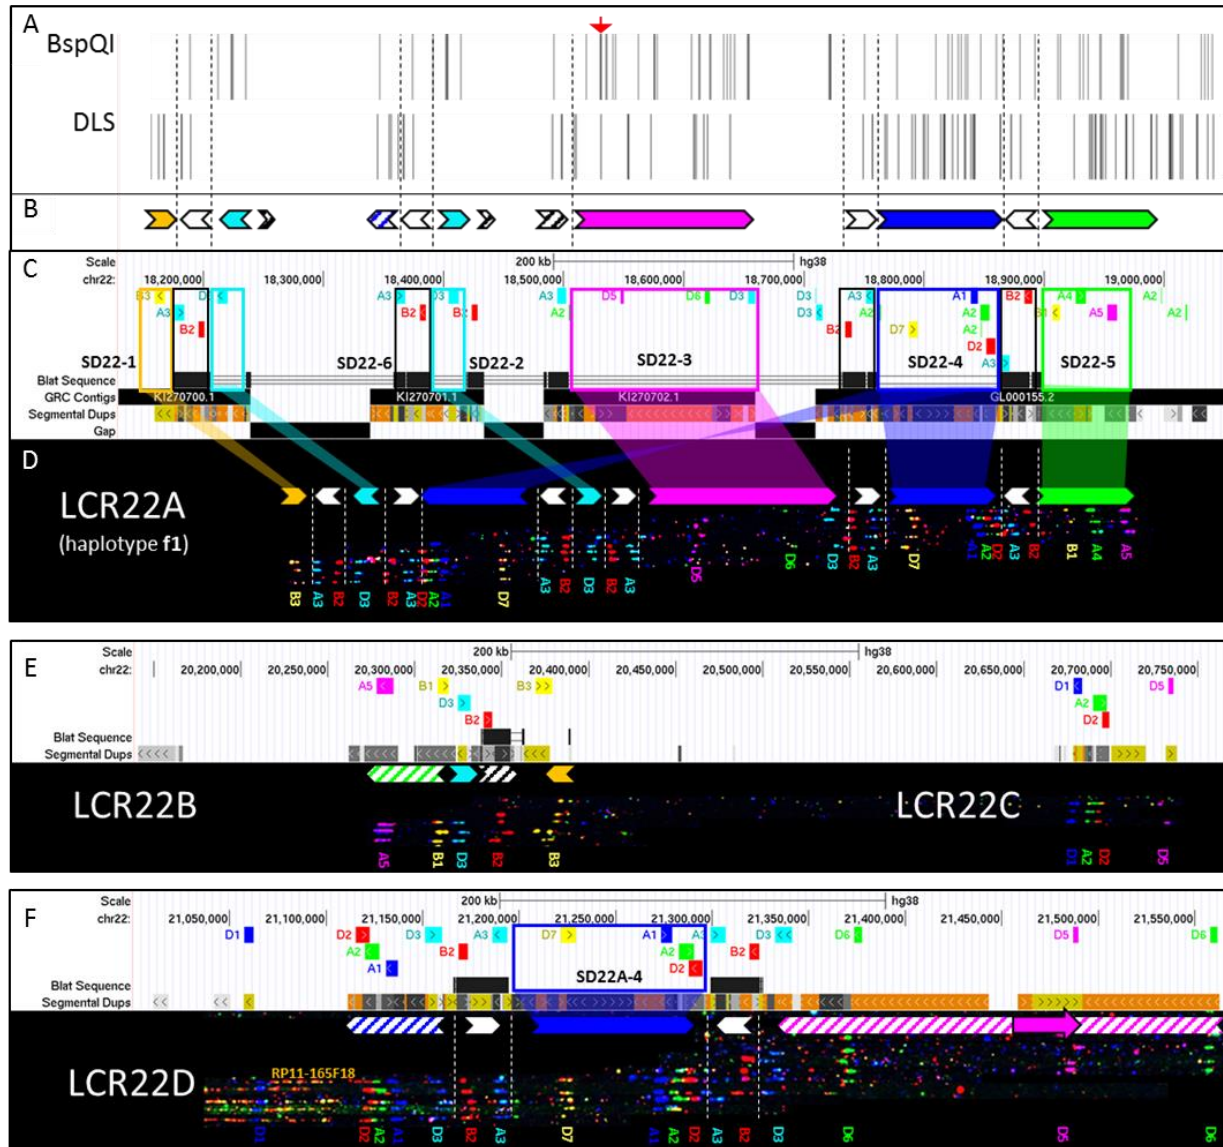 A
BspQI
DLS
B
C
Scale 200 kb hg38
chr22: 18,200,000 18,300,000 18,400,000 18,500,000 18,600,000 18,700,000 18,800,000 18,900,000 19,000,000
B3 D3 A3 D3 A3 D5 D6 D3 D3 A3 A1 B2 A4 A2
A3 B2 A2 D3 A2 B1 A5 A2
B2 B2 D7 A2
D2
A3
SD22-1 SD22-6 SD22-2 SD22-3 SD22-4 SD22-5
Blat Sequence
GRC Contigs KI270700.1 KI270701.1 KI270702.1 GL000155.2
Segmental Dups
Gap
D
LCR22A
(haplotype f1)
B3 A3 B2 D3 B2 A3 D2 A2 A1 D7 A3 B2 D3 B2 A3 D5 D6 D3 B2 A3 D7 A1 A2 D2 A3 B2 B1 A4 A5
E
Scale 200 kb hg38
chr22: 20,200,000 20,250,000 20,300,000 20,350,000 20,400,000 20,450,000 20,500,000 20,550,000 20,600,000 20,650,000 20,700,000 20,750,000
A5 B1 B3 D1 D5
D3 A2
B2 D2
Blat Sequence
Segmental Dups
LCR22B LCR22C
A5 B1 D3 B2 B3 D1 A2 D2 D5
F
Scale 200 kb hg38
chr22: 21,050,000 21,100,000 21,150,000 21,200,000 21,250,000 21,300,000 21,350,000 21,400,000 21,450,000 21,500,000 21,550,000
D1 D2 D3 A3 D7 A1 A3 D3 D6 D5 D6
A2 B2 A2 B2
A1 D2
SD22A-4
Blat Sequence
Segmental Dups
LCR22D
RP11-165F18
D1 D2 A2 A1 D3 B2 A3 D7 A1 A2 D2 A3 B2 D3 D6 D5 D6